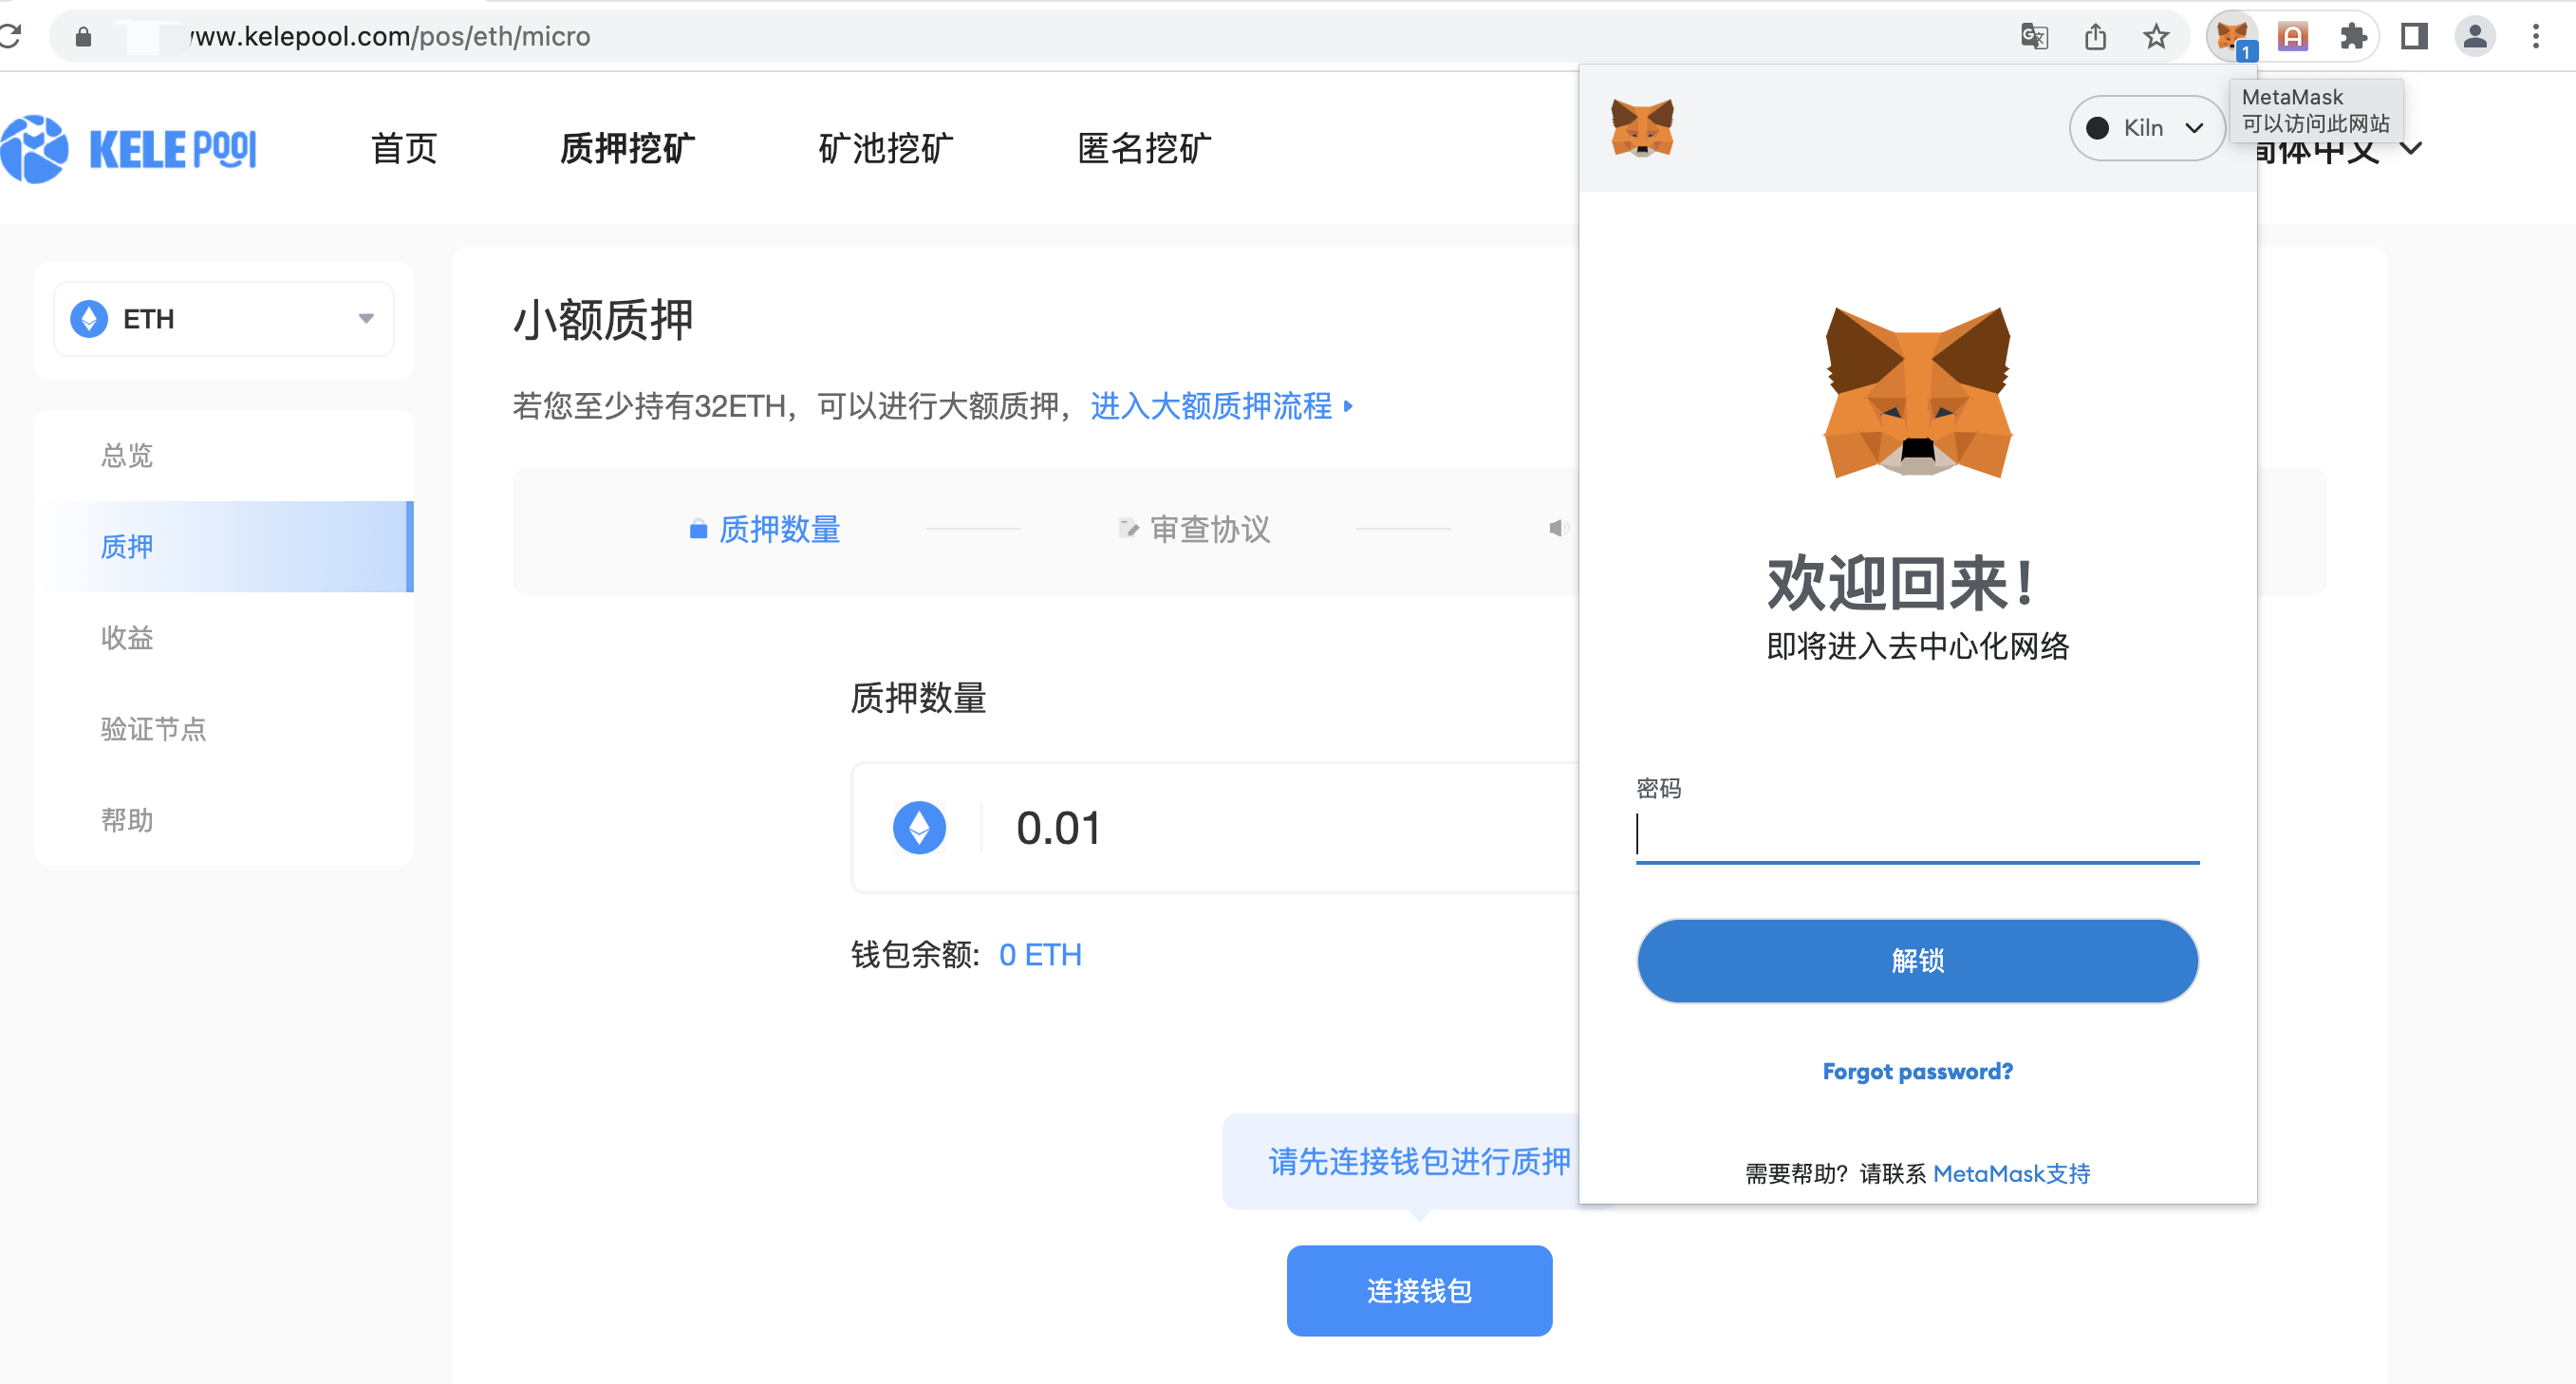 ww.kelepool.com/pos/eth/micro
1
MetaMask
可以访问此网站
KELE POOL
首页
质押挖矿
矿池挖矿
匿名挖矿
Kiln
简体中文
ETH
总览
质押
收益
验证节点
帮助
小额质押
若您至少持有32ETH，可以进行大额质押，进入大额质押流程
质押数量
审查协议
质押数量
0.01
钱包余额: 0 ETH
请先连接钱包进行质押
连接钱包
欢迎回来！
即将进入去中心化网络
密码
解锁
Forgot password?
需要帮助？请联系 MetaMask支持